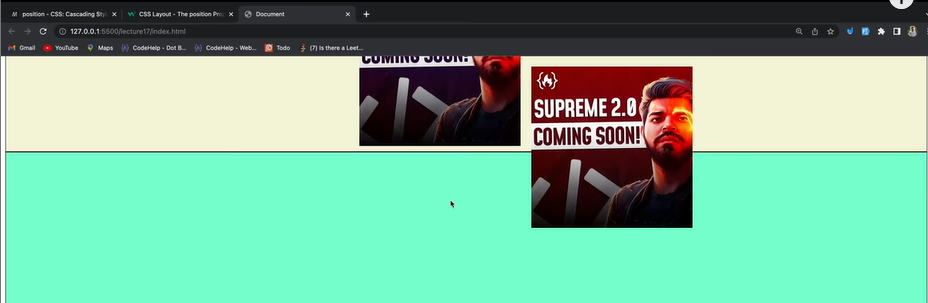 position - CSS: Cascading Sty
CSS Layout - The position Pro
Document
127.0.0.1:5500/lecture17/index.html
Gmail
YouTube
Maps
CodeHelp - Dot B...
CodeHelp - Web...
Todo
(7) Is there a Leet...
COMING SOON!
SUPREME 2.0
COMING SOON!